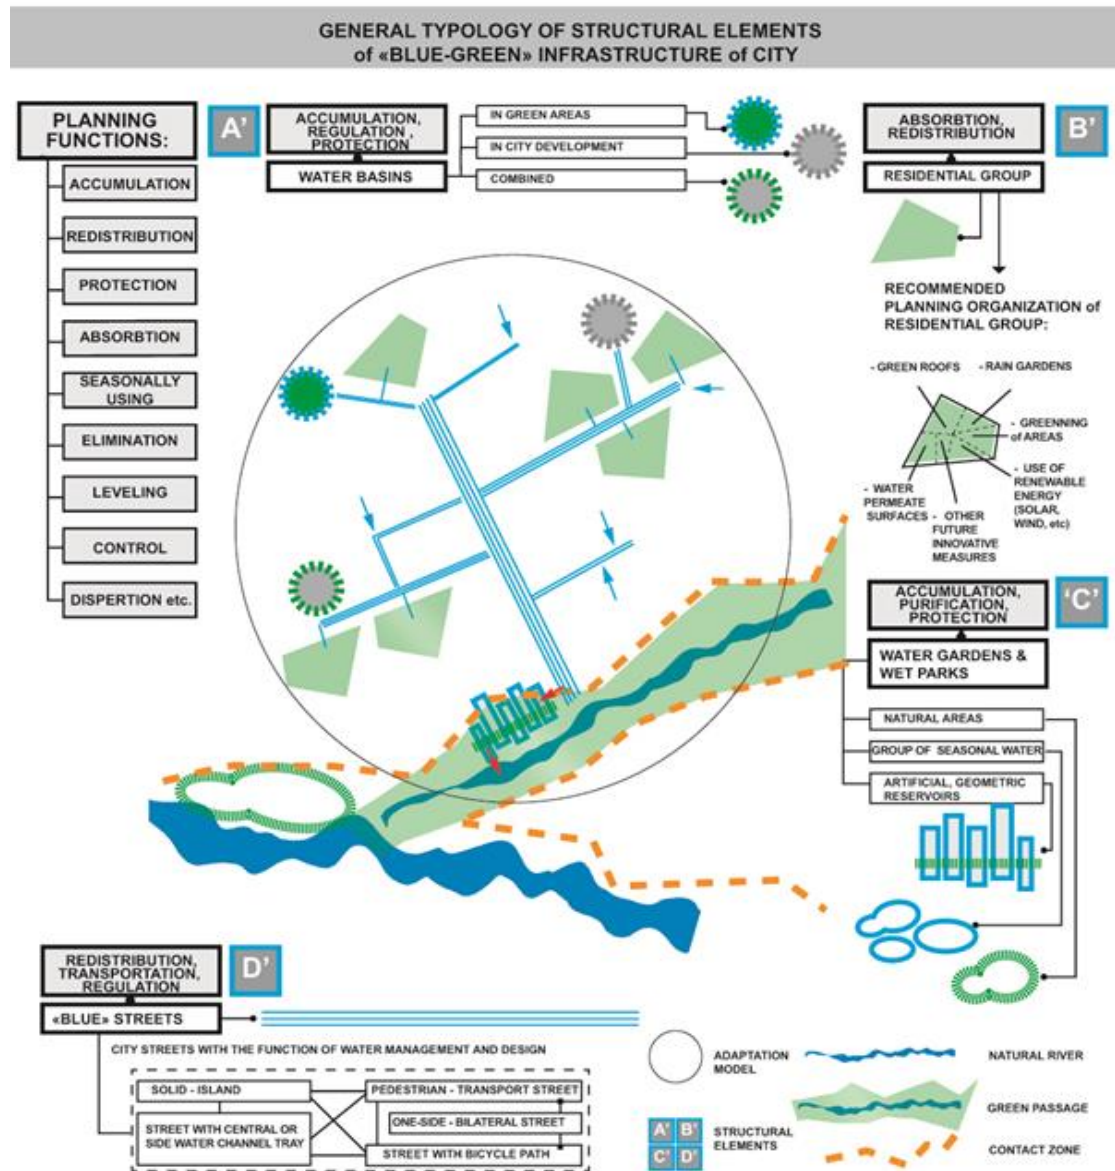 GENERAL TYPOLOGY OF STRUCTURAL ELEMENTS
of «BLUE-GREEN» INFRASTRUCTURE of CITY
PLANNING
FUNCTIONS:
ACCUMULATION
REDISTRIBUTION
PROTECTION
ABSORBTION
SEASONALLY
USING
ELIMINATION
LEVELING
CONTROL
DISPERTION etc.
A'
ACCUMULATION,
REGULATION ,
PROTECTION
WATER BASINS
IN GREEN AREAS
IN CITY DEVELOPMENT
COMBINED
ABSORBTION,
REDISTRIBUTION
B'
RESIDENTIAL GROUP
RECOMMENDED
PLANNING ORGANIZATION of
RESIDENTIAL GROUP:
- GREEN ROOFS
- RAIN GARDENS
- GREENNING
of AREAS
- USE OF
RENEWABLE
ENERGY
(SOLAR,
WIND, etc)
- WATER
PERMEATE
SURFACES
- OTHER
FUTURE
INNOVATIVE
MEASURES
ACCUMULATION,
PURIFICATION,
PROTECTION
'C'
WATER GARDENS &
WET PARKS
NATURAL AREAS
GROUP OF SEASONAL WATER
ARTIFICIAL, GEOMETRIC
RESERVOIRS
REDISTRIBUTION,
TRANSPORTATION,
REGULATION
D'
«BLUE» STREETS
CITY STREETS WITH THE FUNCTION OF WATER MANAGEMENT AND DESIGN
SOLID - ISLAND
STREET WITH CENTRAL OR
SIDE WATER CHANNEL TRAY
PEDESTRIAN - TRANSPORT STREET
ONE-SIDE - BILATERAL STREET
STREET WITH BICYCLE PATH
ADAPTATION
MODEL
A' B'
C' D'
STRUCTURAL
ELEMENTS
NATURAL RIVER
GREEN PASSAGE
CONTACT ZONE